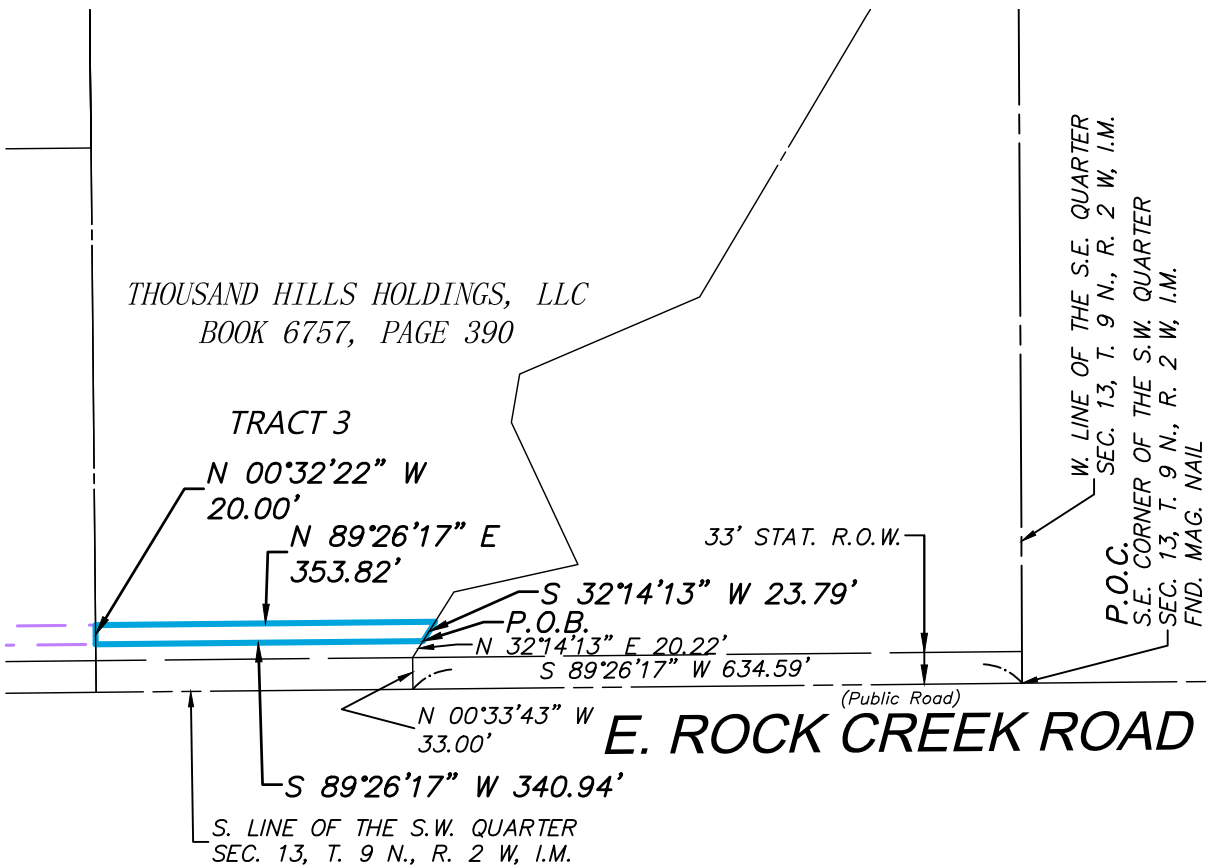 THOUSAND HILLS HOLDINGS, LLC
BOOK 6757, PAGE 390
TRACT 3
N 00°32'22" W
20.00'
N 89°26'17" E
353.82'
33' STAT. R.O.W.
S 32°14'13" W 23.79'
P.O.B.
N 32°14'13" E 20.22'
S 89°26'17" W 634.59'
(Public Road)
E. ROCK CREEK ROAD
N 00°33'43" W
33.00'
S 89°26'17" W 340.94'
S. LINE OF THE S.W. QUARTER
SEC. 13, T. 9 N., R. 2 W, I.M.
W. LINE OF THE S.E. QUARTER
SEC. 13, T. 9 N., R. 2 W, I.M.
P.O.C.
S.E. CORNER OF THE S.W. QUARTER
SEC. 13, T. 9 N., R. 2 W, I.M.
FND. MAG. NAIL